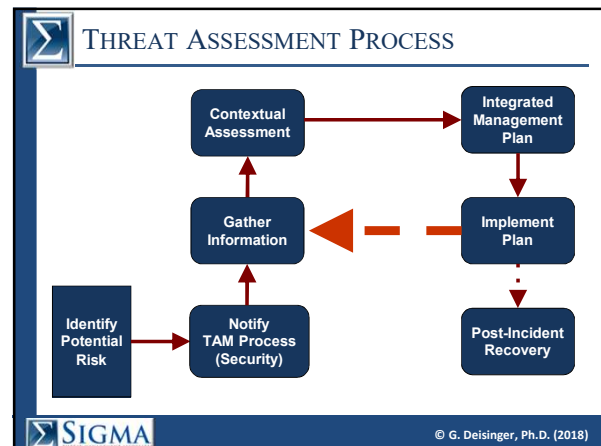 Σ
THREAT ASSESSMENT PROCESS
Contextual
Assessment
Integrated
Management
Plan
Gather
Information
Implement
Plan
Identify
Potential
Risk
Notify
TAM Process
(Security)
Post-Incident
Recovery
Σ SIGMA
© G. Deisinger, Ph.D. (2018)